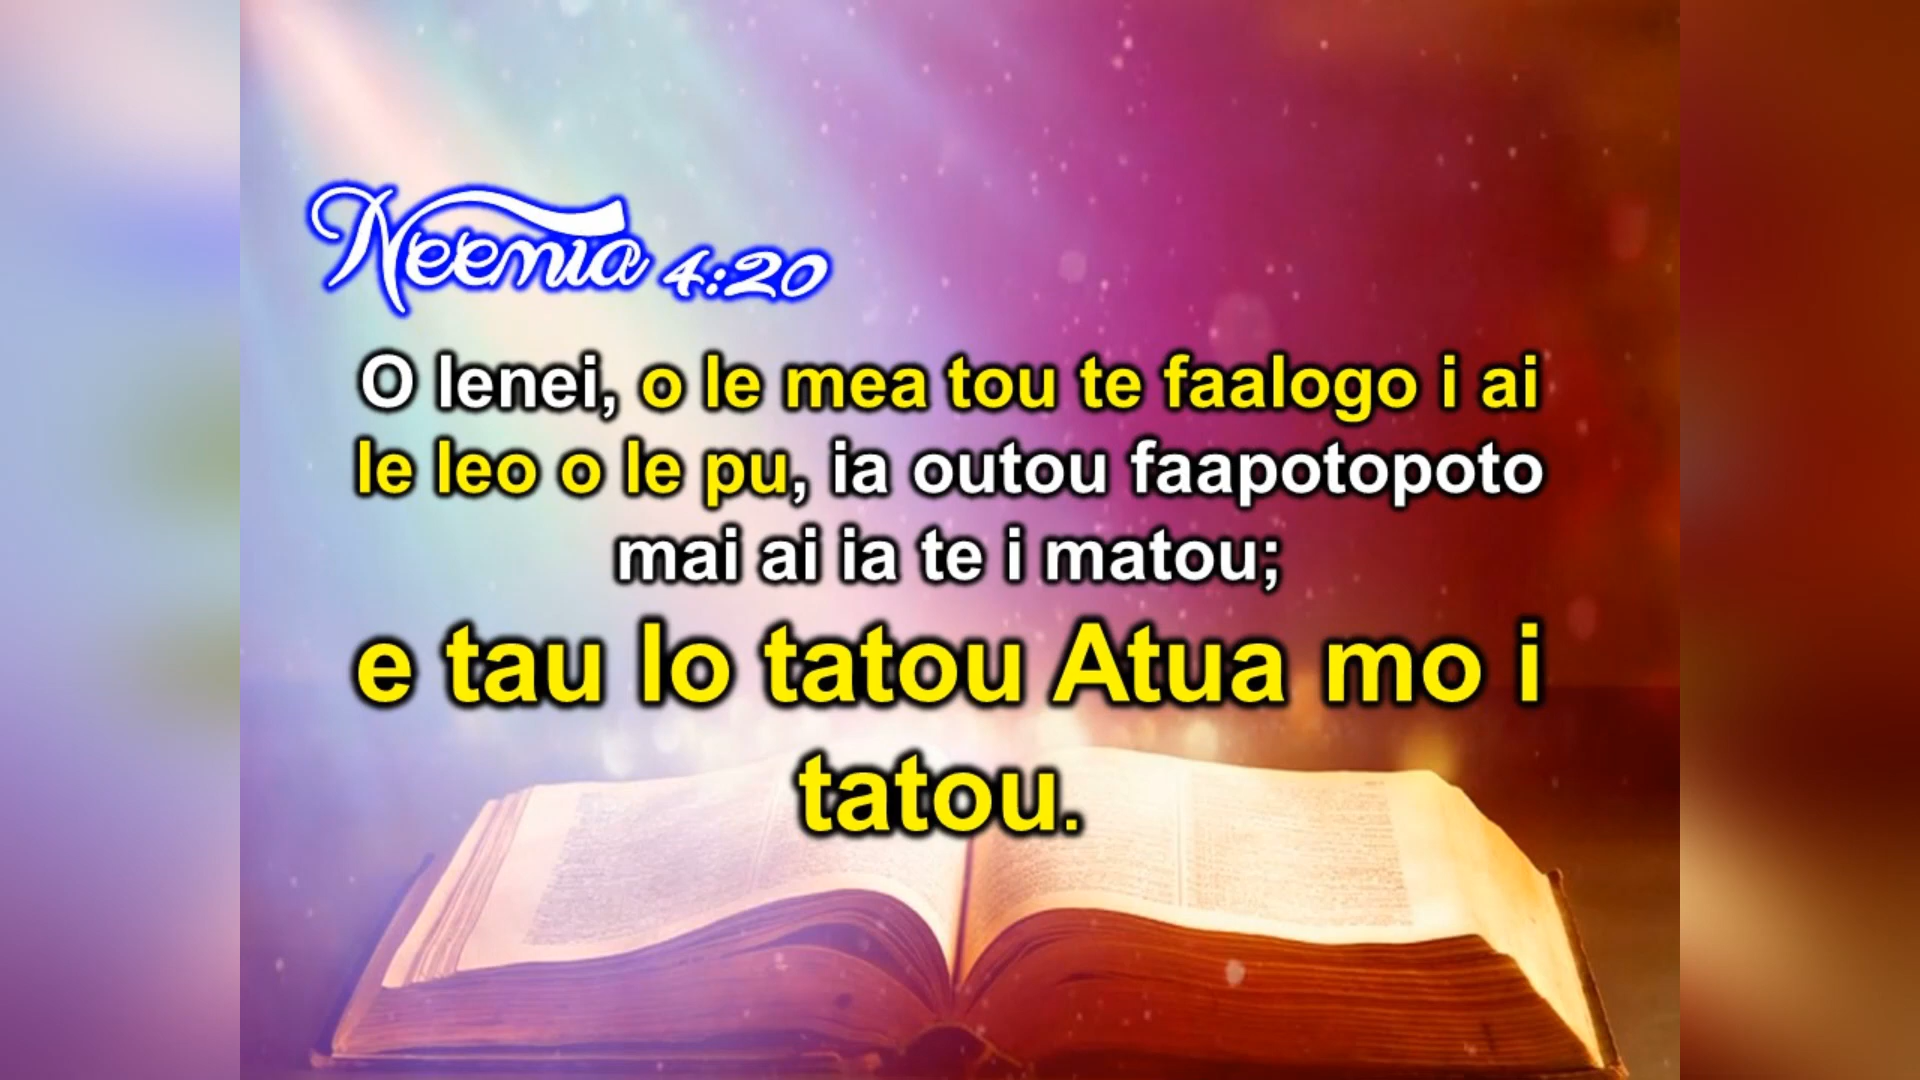 Neenia 4:20
O lenei, o le mea tou te faalogo i ai
le leo o le pu, ia outou faapotopoto
mai ai ia te i matou;
e tau lo tatou Atua mo i
tatou.